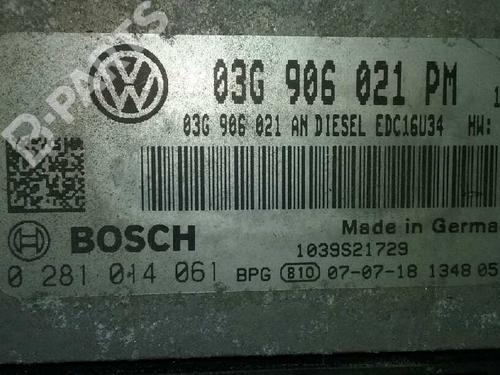 03G 906 021 PM 1
03G 906 021 AN DIESEL EDC16U34 HW:
BOSCH
Made in Germa
1039S21729
0 281 014 061 BPG B10 07-07-18 1348 05
B-PARTS